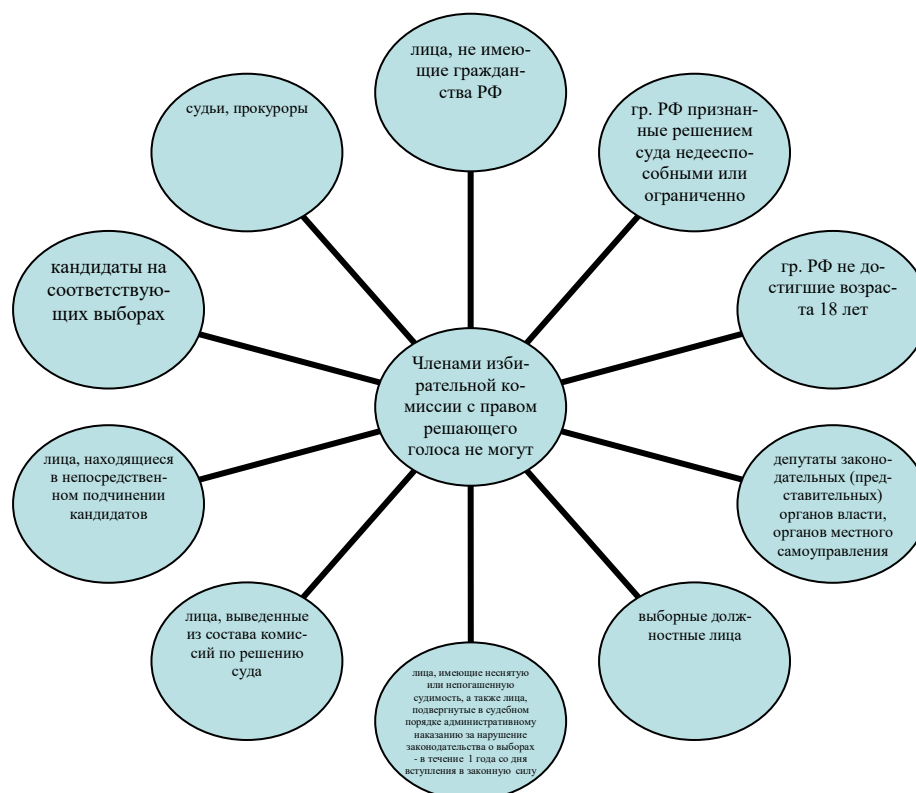 лица, не имею-
щие граждан-
ства РФ
судьи, прокуроры
гр. РФ признан-
ные решением
суда недееспо-
собными или
ограниченно
кандидаты на
соответствую-
щих выборах
гр. РФ не до-
стигшие возрас-
та 18 лет
Членами изби-
рательной ко-
миссии с правом
решающего
голоса не могут
лица, находящиеся
в непосредствен-
ном подчинении
кандидатов
депутаты законо-
дательных (пред-
ставительных)
органов власти,
органов местного
самоуправления
лица, выведенные
из состава комис-
сий по решению
суда
выборные долж-
ностные лица
лица, имеющие неснятую
или непогашенную
судимость, а также лица,
подвергнутые в судебном
порядке административному
наказанию за нарушение
законодательства о выборах
- в течение 1 года со дня
вступления в законную силу